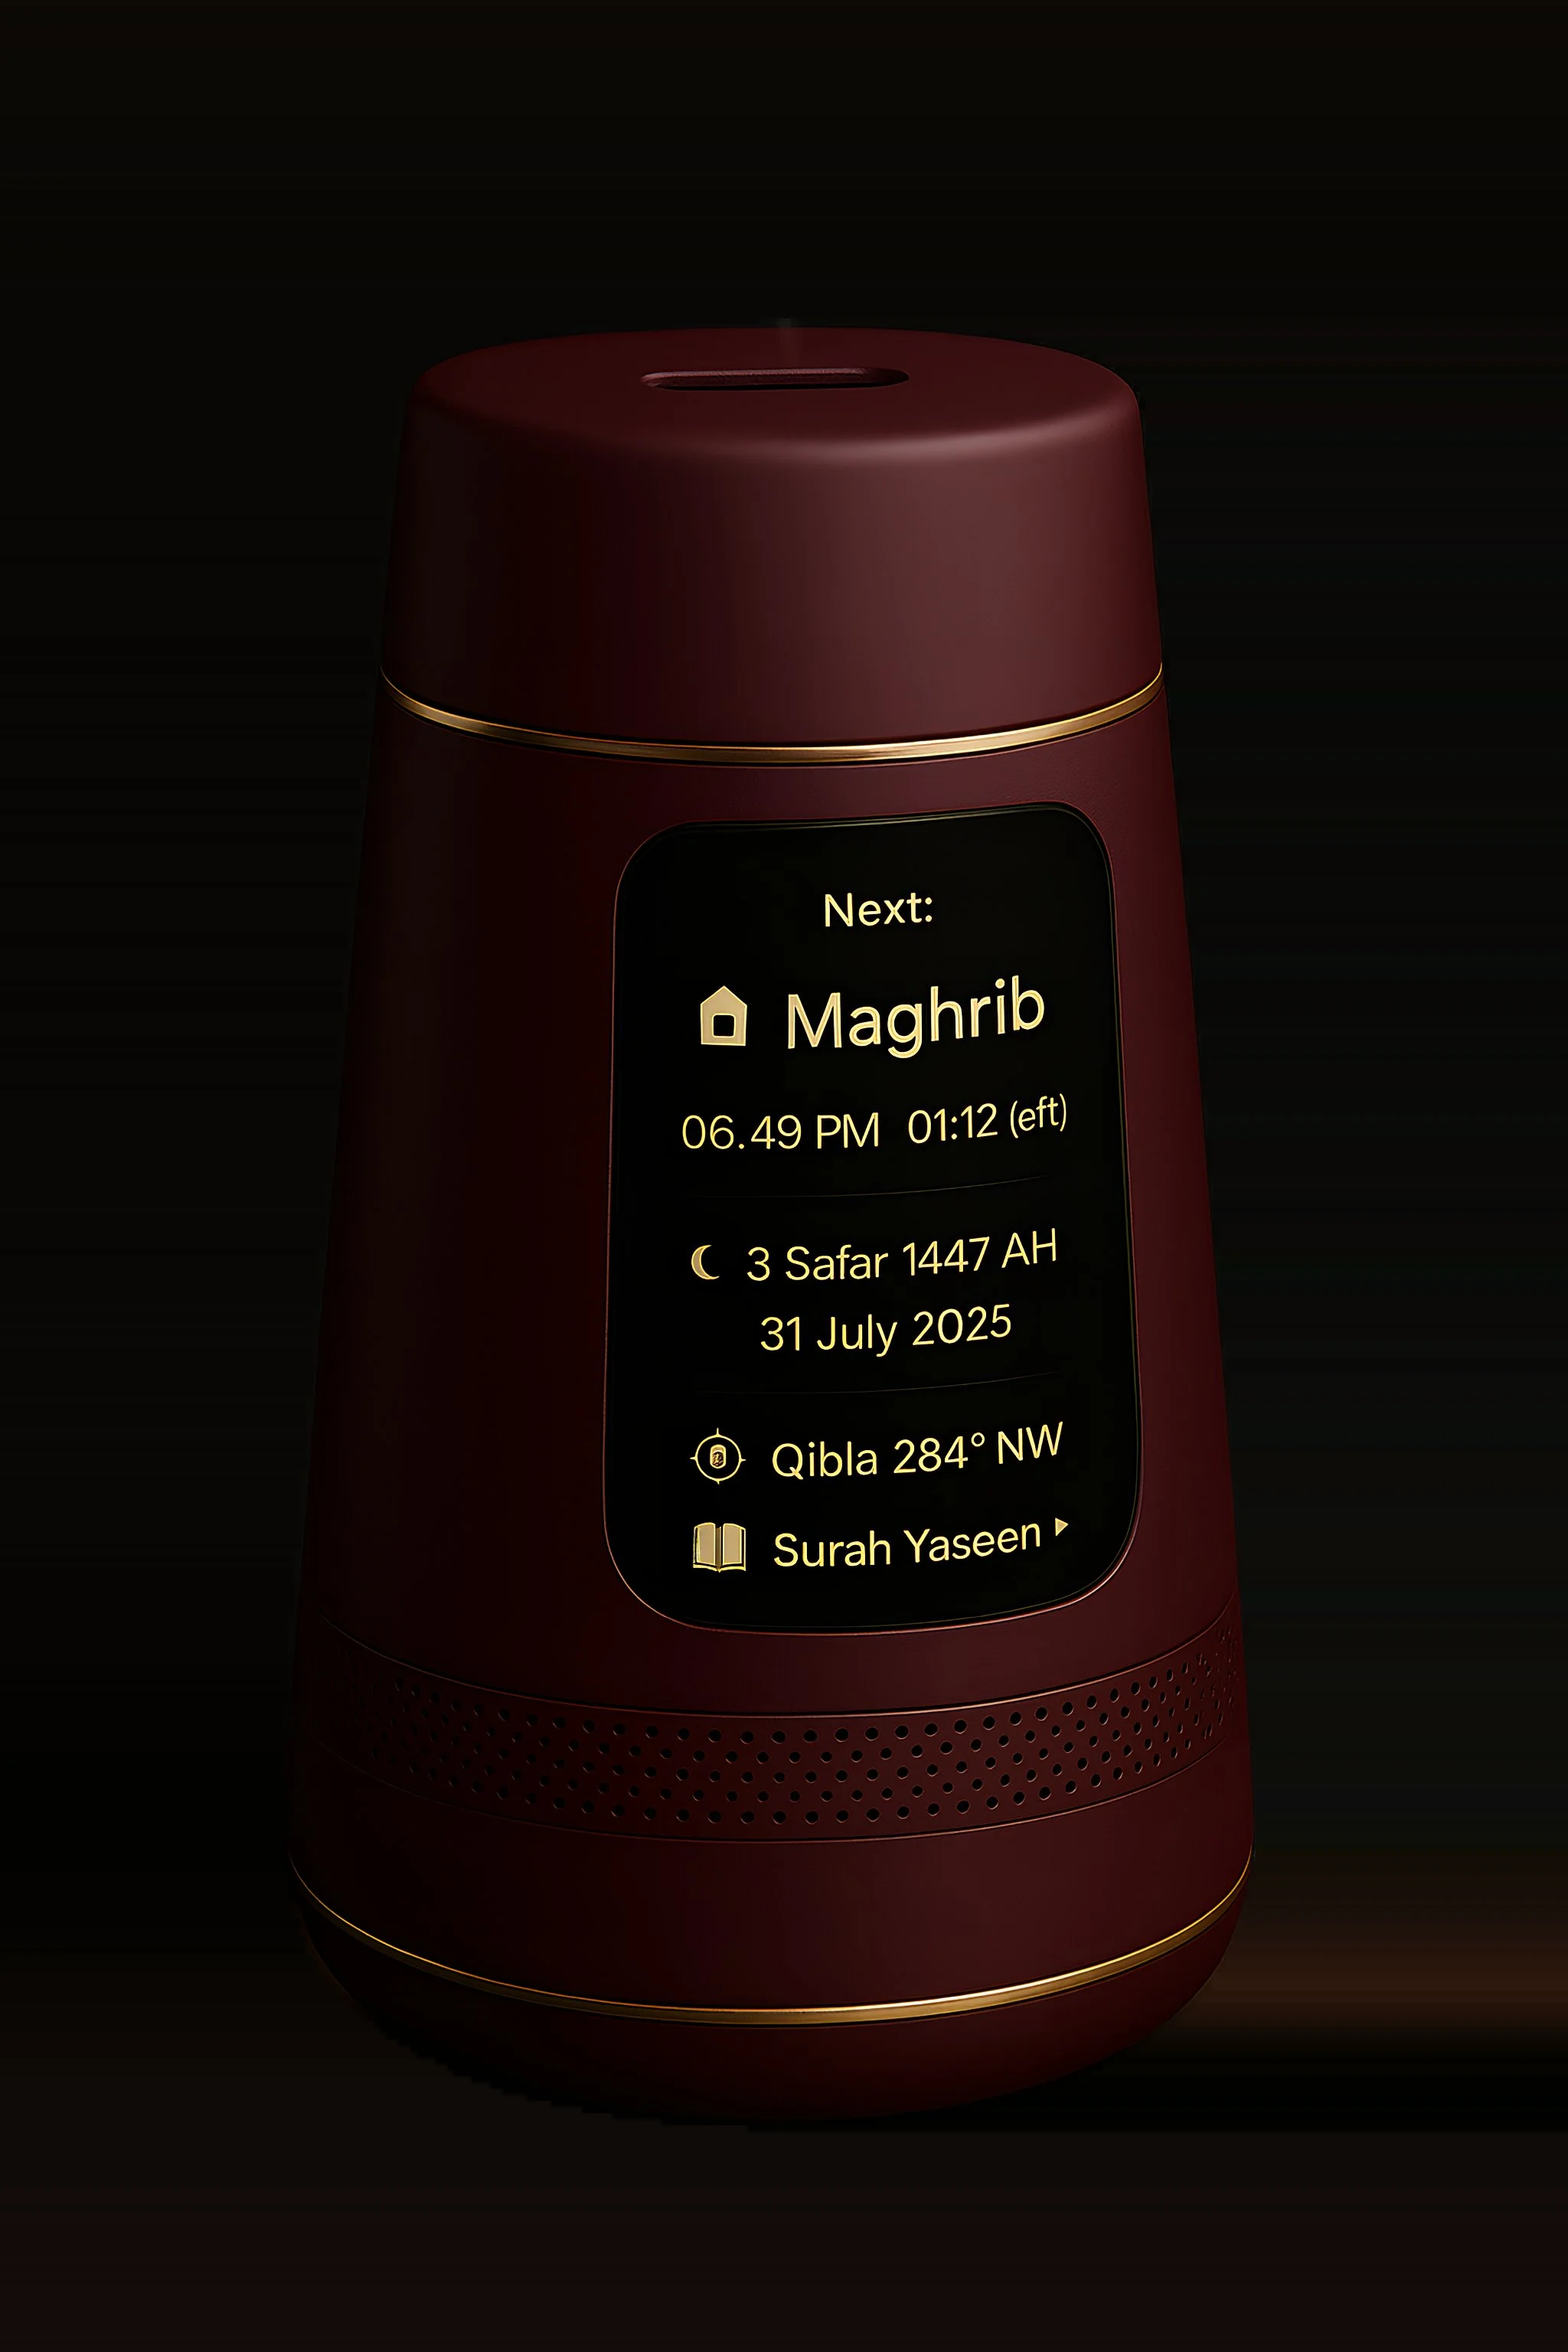 Next:
Maghrib
06.49 PM 01:12 (eft)
3 Safar 1447 AH
31 July 2025
Qibla 284° NW
Surah Yaseen